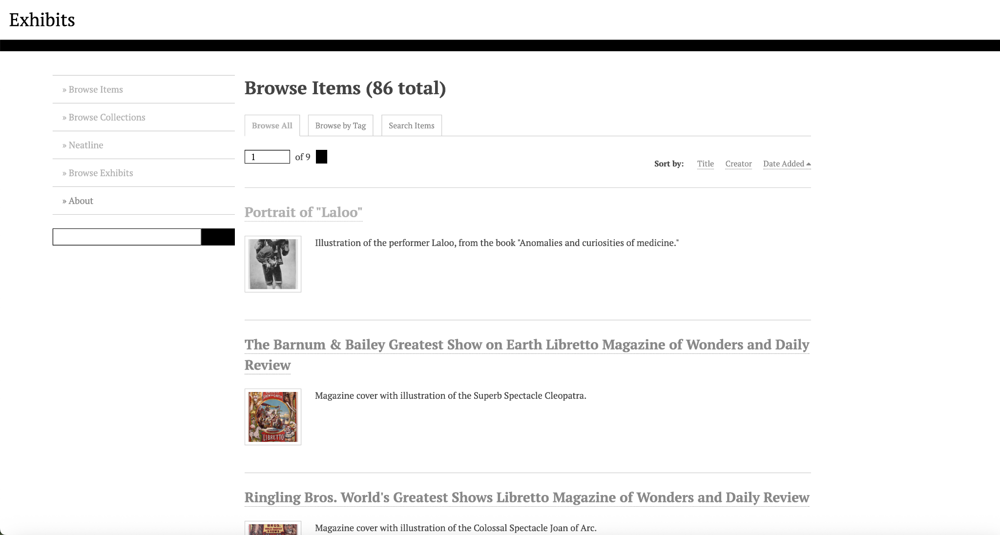 Exhibits
» Browse Items
» Browse Collections
» Neatline
» Browse Exhibits
» About
Browse Items (86 total)
Browse All
Browse by Tag
Search Items
1 of 9
Sort by: Title Creator Date Added
Portrait of "Laloo"
Illustration of the performer Laloo, from the book "Anomalies and curiosities of medicine."
The Barnum & Bailey Greatest Show on Earth Libretto Magazine of Wonders and Daily
Review
SHOW ON EARTH
LIBRETTO
Magazine cover with illustration of the Superb Spectacle Cleopatra.
Ringling Bros. World's Greatest Shows Libretto Magazine of Wonders and Daily Review
BROS.
WORLD'S GREATEST
SHOWS
Magazine cover with illustration of the Colossal Spectacle Joan of Arc.